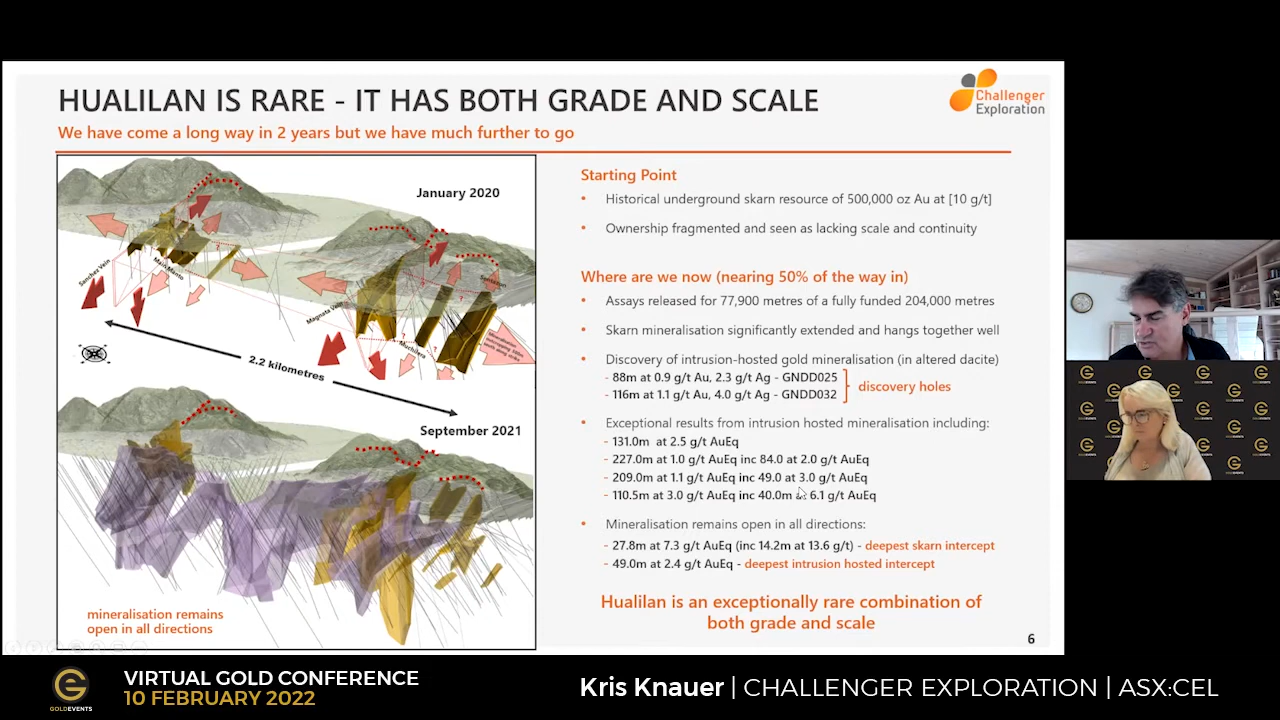 HUALILAN IS RARE - IT HAS BOTH GRADE AND SCALE
We have come a long way in 2 years but we have much further to go
Challenger
Exploration
January 2020
Sanchez Vein
Main Manto
Magnata Vein
Muchilera
Sentazon
2.2 kilometres
September 2021
mineralisation remains
open in all directions
Starting Point
• Historical underground skarn resource of 500,000 oz Au at [10 g/t]
• Ownership fragmented and seen as lacking scale and continuity
Where are we now (nearing 50% of the way in)
• Assays released for 77,900 metres of a fully funded 204,000 metres
• Skarn mineralisation significantly extended and hangs together well
• Discovery of intrusion-hosted gold mineralisation (in altered dacite)
- 88m at 0.9 g/t Au, 2.3 g/t Ag - GNDD025
- 116m at 1.1 g/t Au, 4.0 g/t Ag - GNDD032
discovery holes
• Exceptional results from intrusion hosted mineralisation including:
- 131.0m at 2.5 g/t AuEq
- 227.0m at 1.0 g/t AuEq inc 84.0 at 2.0 g/t AuEq
- 209.0m at 1.1 g/t AuEq inc 49.0 at 3.0 g/t AuEq
- 110.5m at 3.0 g/t AuEq inc 40.0m at 6.1 g/t AuEq
• Mineralisation remains open in all directions:
- 27.8m at 7.3 g/t AuEq (inc 14.2m at 13.6 g/t) - deepest skarn intercept
- 49.0m at 2.4 g/t AuEq - deepest intrusion hosted intercept
Hualilan is an exceptionally rare combination of
both grade and scale
6
GOLDEVENTS
VIRTUAL GOLD CONFERENCE
10 FEBRUARY 2022
Kris Knauer | CHALLENGER EXPLORATION | ASX:CEL